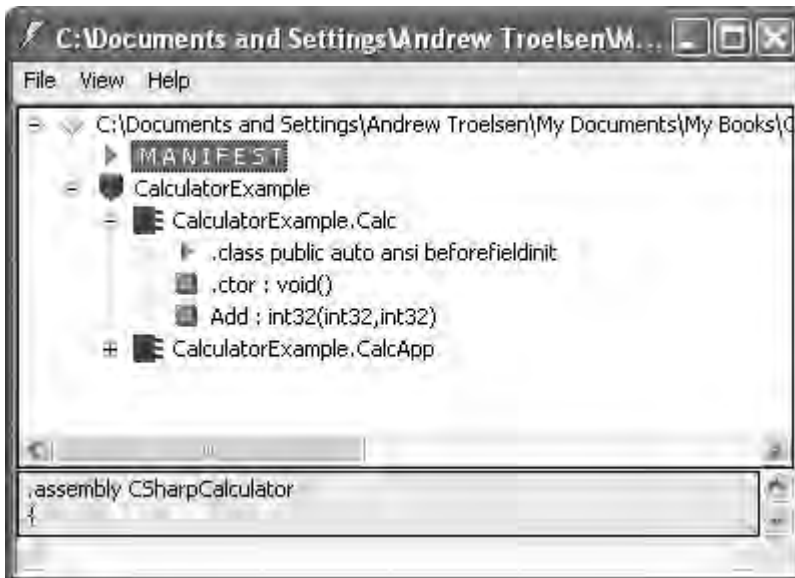 C:\Documents and Settings\Andrew Troelsen\M...
File View Help
C:\Documents and Settings\Andrew Troelsen\My Documents\My Books\C
MANIFEST
CalculatorExample
CalculatorExample.Calc
.class public auto ansi beforefieldinit
.ctor : void()
Add : int32(int32,int32)
CalculatorExample.CalcApp
.assembly CSharpCalculator
{